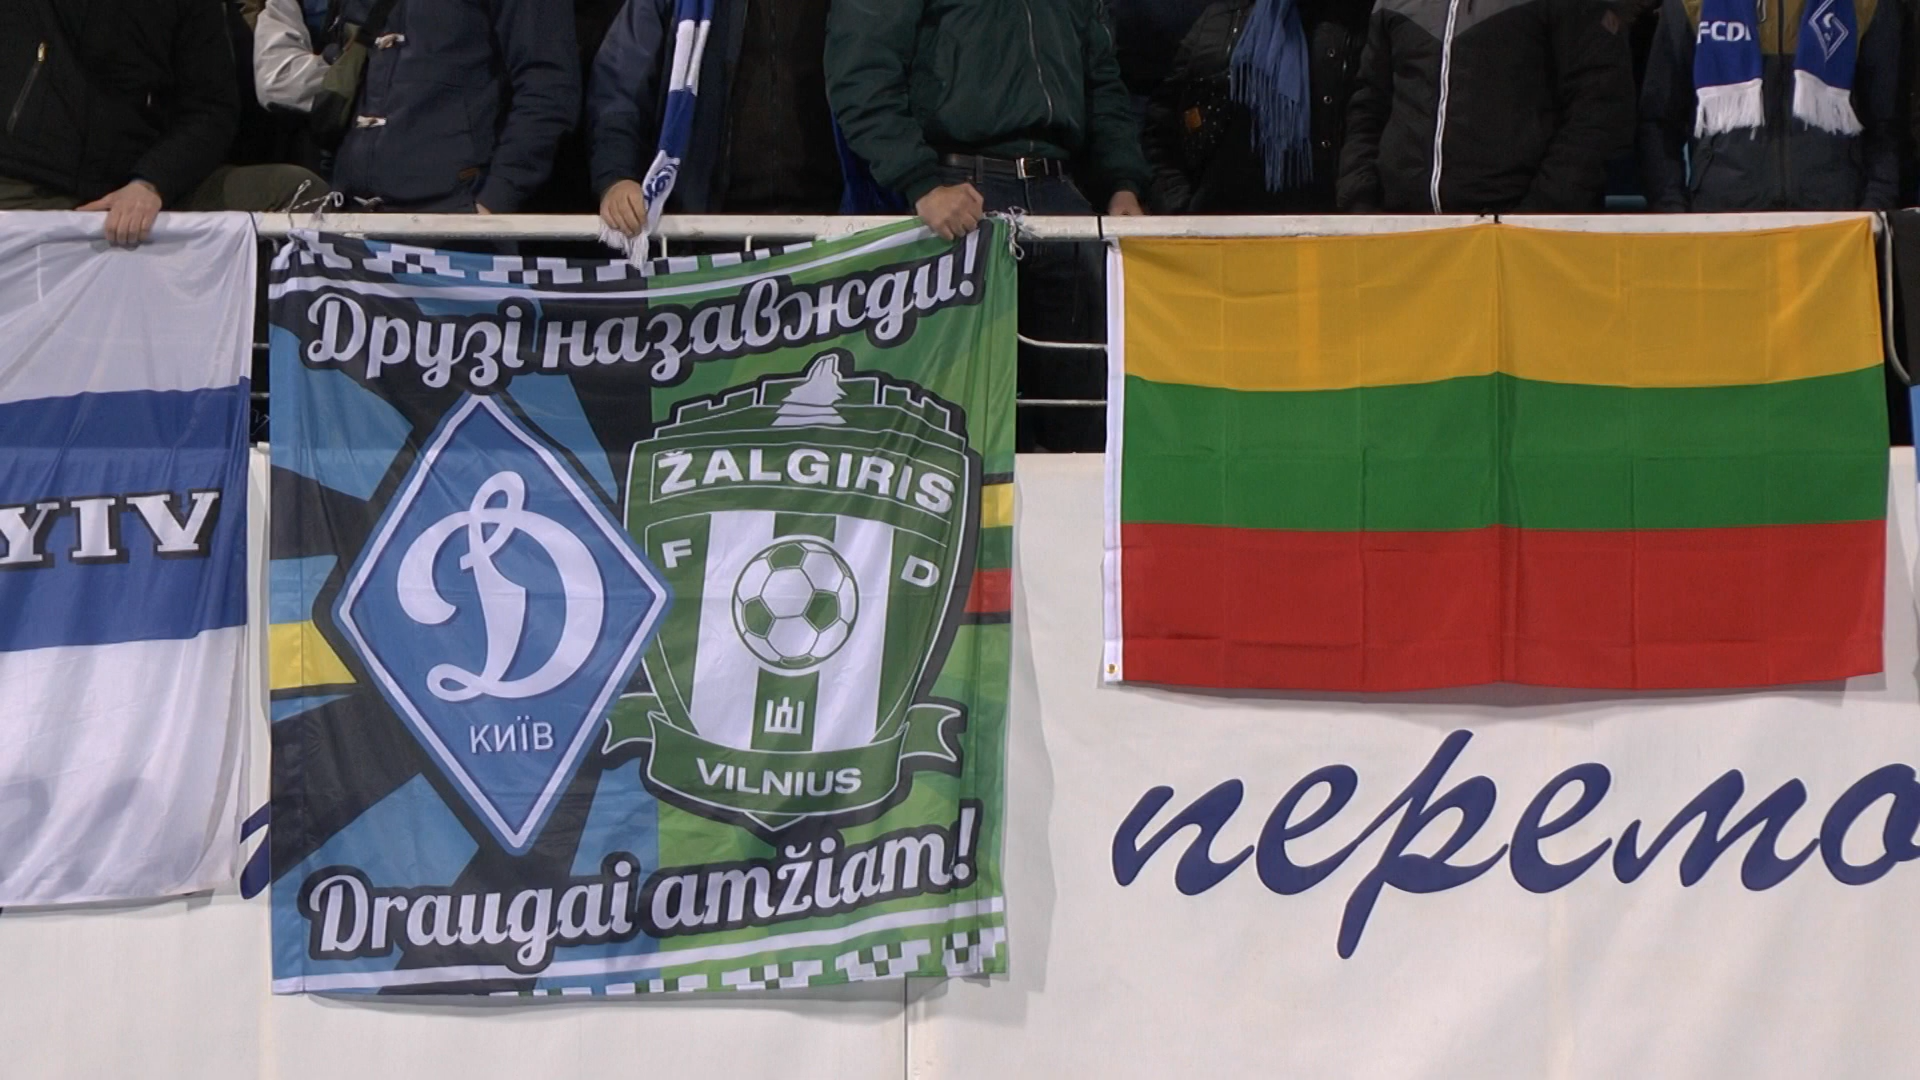 FCD
YIV
Друзі назавжди!
ŽALGIRIS
F D
КИЇВ
VILNIUS
Draugai amžiam!
перемо